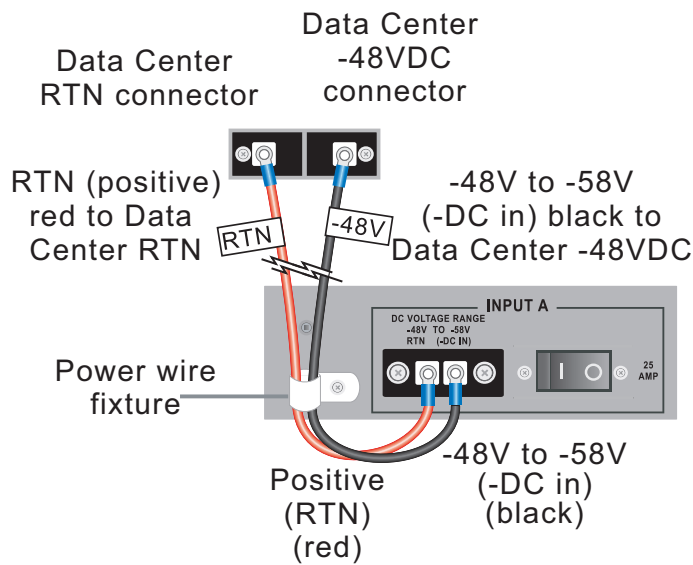 Data Center
RTN connector
Data Center
-48VDC
connector
RTN (positive)
red to Data
Center RTN
RTN
-48V
-48V to -58V
(-DC in) black to
Data Center -48VDC
INPUT A
DC VOLTAGE RANGE
-48V TO -58V
RTN (-DC IN)
25
AMP
Power wire
fixture
Positive
(RTN)
(red)
-48V to -58V
(-DC in)
(black)